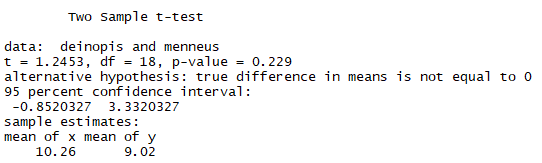 Two Sample t-test
data:  deinopis and menneus
t = 1.2453, df = 18, p-value = 0.229
alternative hypothesis: true difference in means is not equal to 0
95 percent confidence interval:
-0.8520327  3.3320327
sample estimates:
mean of x mean of y
10.26      9.02